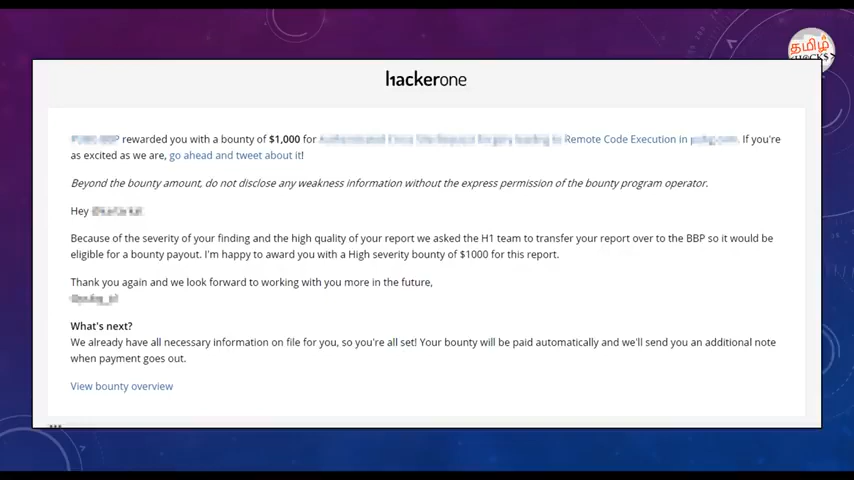 தமிழ்
hackerone
rewarded you with a bounty of $1,000 for Remote Code Execution in . If you're
as excited as we are, go ahead and tweet about it!
Beyond the bounty amount, do not disclose any weakness information without the express permission of the bounty program operator.
Hey
Because of the severity of your finding and the high quality of your report we asked the H1 team to transfer your report over to the BBP so it would be
eligible for a bounty payout. I'm happy to award you with a High severity bounty of $1000 for this report.
Thank you again and we look forward to working with you more in the future,
What's next?
We already have all necessary information on file for you, so you're all set! Your bounty will be paid automatically and we'll send you an additional note
when payment goes out.
View bounty overview